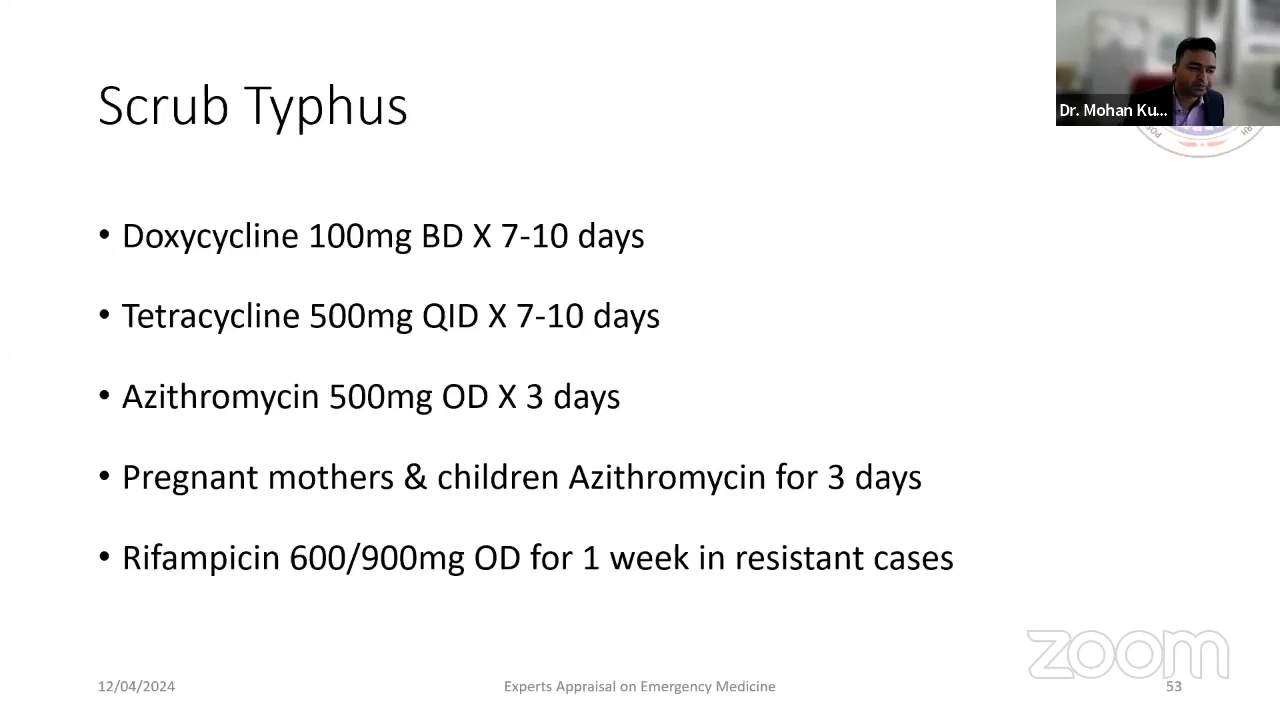 Scrub Typhus
Dr. Mohan Ku...
• Doxycycline 100mg BD X 7-10 days
• Tetracycline 500mg QID X 7-10 days
• Azithromycin 500mg OD X 3 days
• Pregnant mothers & children Azithromycin for 3 days
• Rifampicin 600/900mg OD for 1 week in resistant cases
zoom
12/04/2024
Experts Appraisal on Emergency Medicine
53